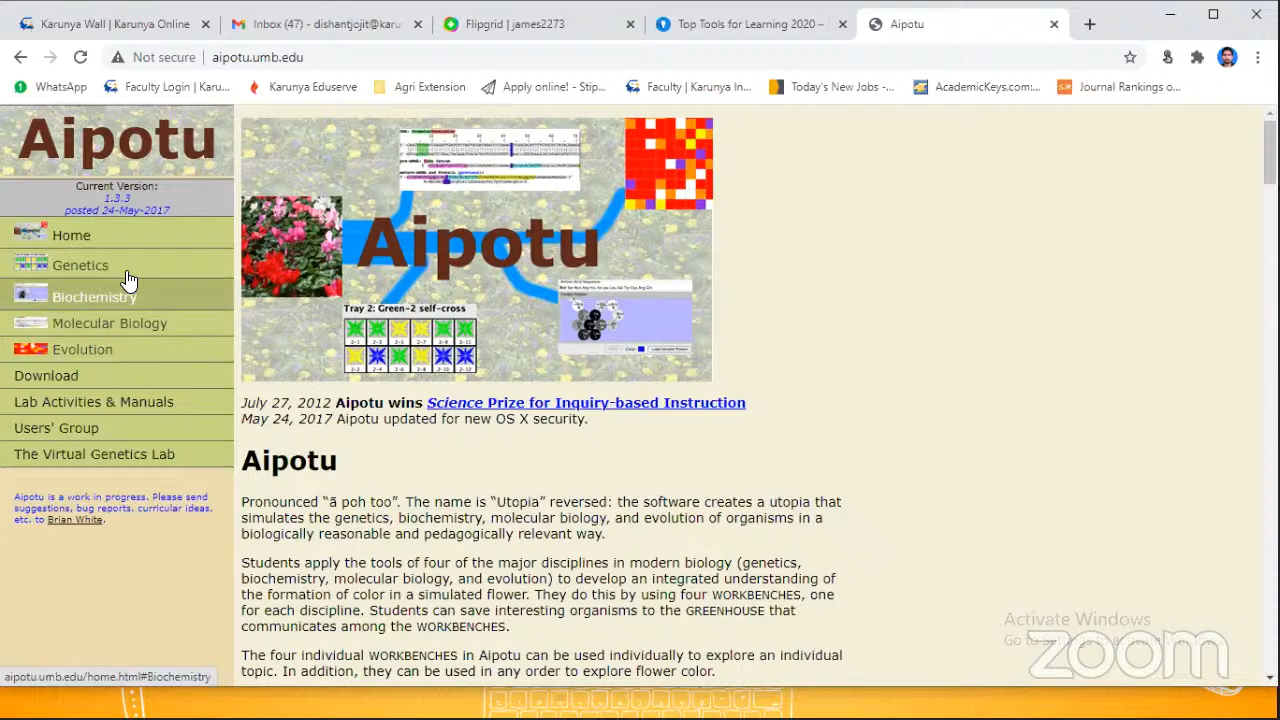 Karunya Wall | Karunya Online
Inbox (47) - dishantjojit@karu
Flipgrid | james2273
Top Tools for Learning 2020 –
Aipotu
Not secure | aipotu.umb.edu
WhatsApp
Faculty Login | Kar...
Karunya Eduserve
Agri Extension
Apply online! - Stip...
Faculty | Karunya In...
Today's New Jobs -...
AcademicKeys.com:...
Journal Rankings o...
Aipotu
Current Version:
1.3.3
posted 24-May-2017
Home
Genetics
Biochemistry
Molecular Biology
Evolution
Download
Lab Activities & Manuals
Users' Group
The Virtual Genetics Lab
Aipotu is a work in progress. Please send
suggestions, bug reports, curricular ideas,
etc. to Brian White.
Aipotu
Tray 2: Green-2 self-cross
July 27, 2012 Aipotu wins Science Prize for Inquiry-based Instruction
May 24, 2017 Aipotu updated for new OS X security.
Aipotu
Pronounced “ā poh too”. The name is “Utopia” reversed: the software creates a utopia that
simulates the genetics, biochemistry, molecular biology, and evolution of organisms in a
biologically reasonable and pedagogically relevant way.
Students apply the tools of four of the major disciplines in modern biology (genetics,
biochemistry, molecular biology, and evolution) to develop an integrated understanding of
the formation of color in a simulated flower. They do this by using four WORKBENCHES, one
for each discipline. Students can save interesting organisms to the GREENHOUSE that
communicates among the WORKBENCHES.
The four individual WORKBENCHES in Aipotu can be used individually to explore an individual
topic. In addition, they can be used in any order to explore flower color.
Activate Windows
zoom
aipotu.umb.edu/home.html#Biochemistry